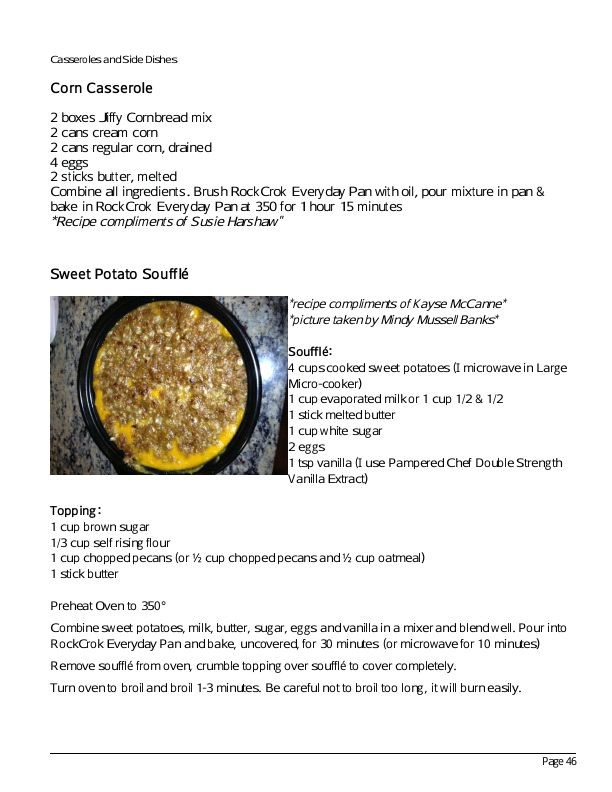 Casseroles and Side Dishes
Corn Casserole
2 boxes Jiffy Cornbread mix
2 cans cream corn
2 cans regular corn, drained
4 eggs
2 sticks butter, melted
Combine all ingredients. Brush RockCrok Everyday Pan with oil, pour mixture in pan &
bake in RockCrok Everyday Pan at 350 for 1 hour 15 minutes
*Recipe compliments of Susie Harshaw"
Sweet Potato Soufflé
*recipe compliments of Kayse McCanne*
*picture taken by Mindy Mussell Banks*
Soufflé:
4 cups cooked sweet potatoes (I microwave in Large
Micro-cooker)
1 cup evaporated milk or 1 cup 1/2 & 1/2
1 stick melted butter
1 cup white sugar
2 eggs
1 tsp vanilla (I use Pampered Chef Double Strength
Vanilla Extract)
Topping:
1 cup brown sugar
1/3 cup self rising flour
1 cup chopped pecans (or ½ cup chopped pecans and ½ cup oatmeal)
1 stick butter
Preheat Oven to 350°
Combine sweet potatoes, milk, butter, sugar, eggs and vanilla in a mixer and blend well. Pour into
RockCrok Everyday Pan and bake, uncovered, for 30 minutes (or microwave for 10 minutes)
Remove soufflé from oven, crumble topping over soufflé to cover completely.
Turn oven to broil and broil 1-3 minutes. Be careful not to broil too long, it will burn easily.
Page 46